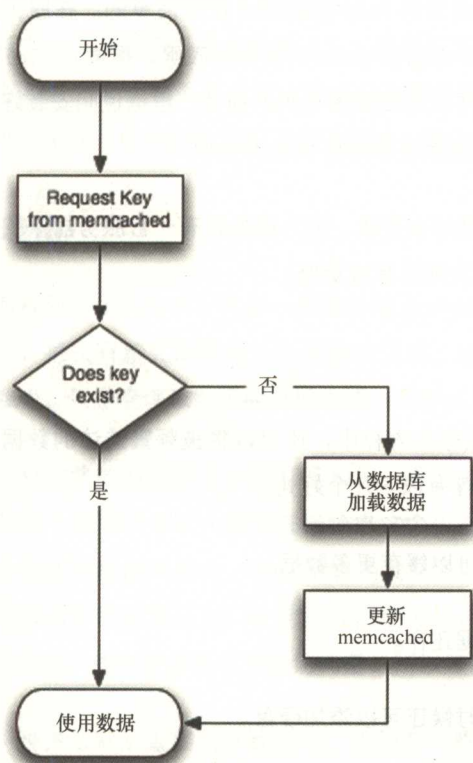 开始
Request Key
from memcached
Does key
exist?
否
是
从数据库
加载数据
更新
memcached
使用数据